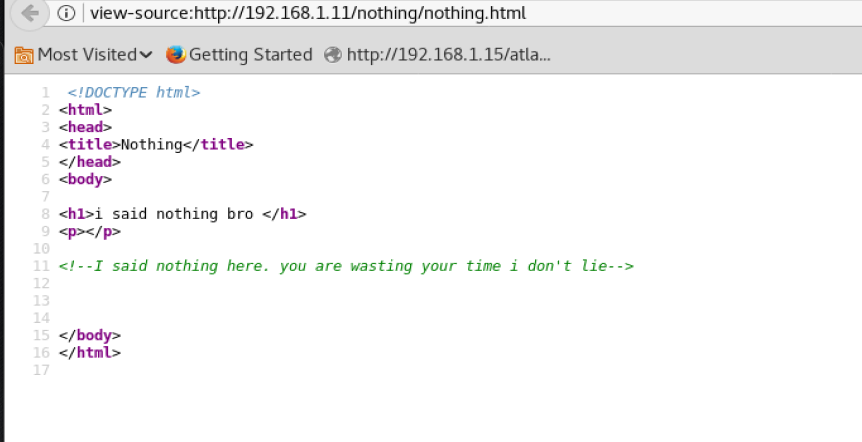 view-source:http://192.168.1.11/nothing/nothing.html
Most Visited Getting Started http://192.168.1.15/atla...
1 <!DOCTYPE html>
2 <html>
3 <head>
4 <title>Nothing</title>
5 </head>
6 <body>
7
8 <h1>i said nothing bro </h1>
9 <p></p>
10
11 <!--I said nothing here. you are wasting your time i don't lie-->
12
13
14
15 </body>
16 </html>
17